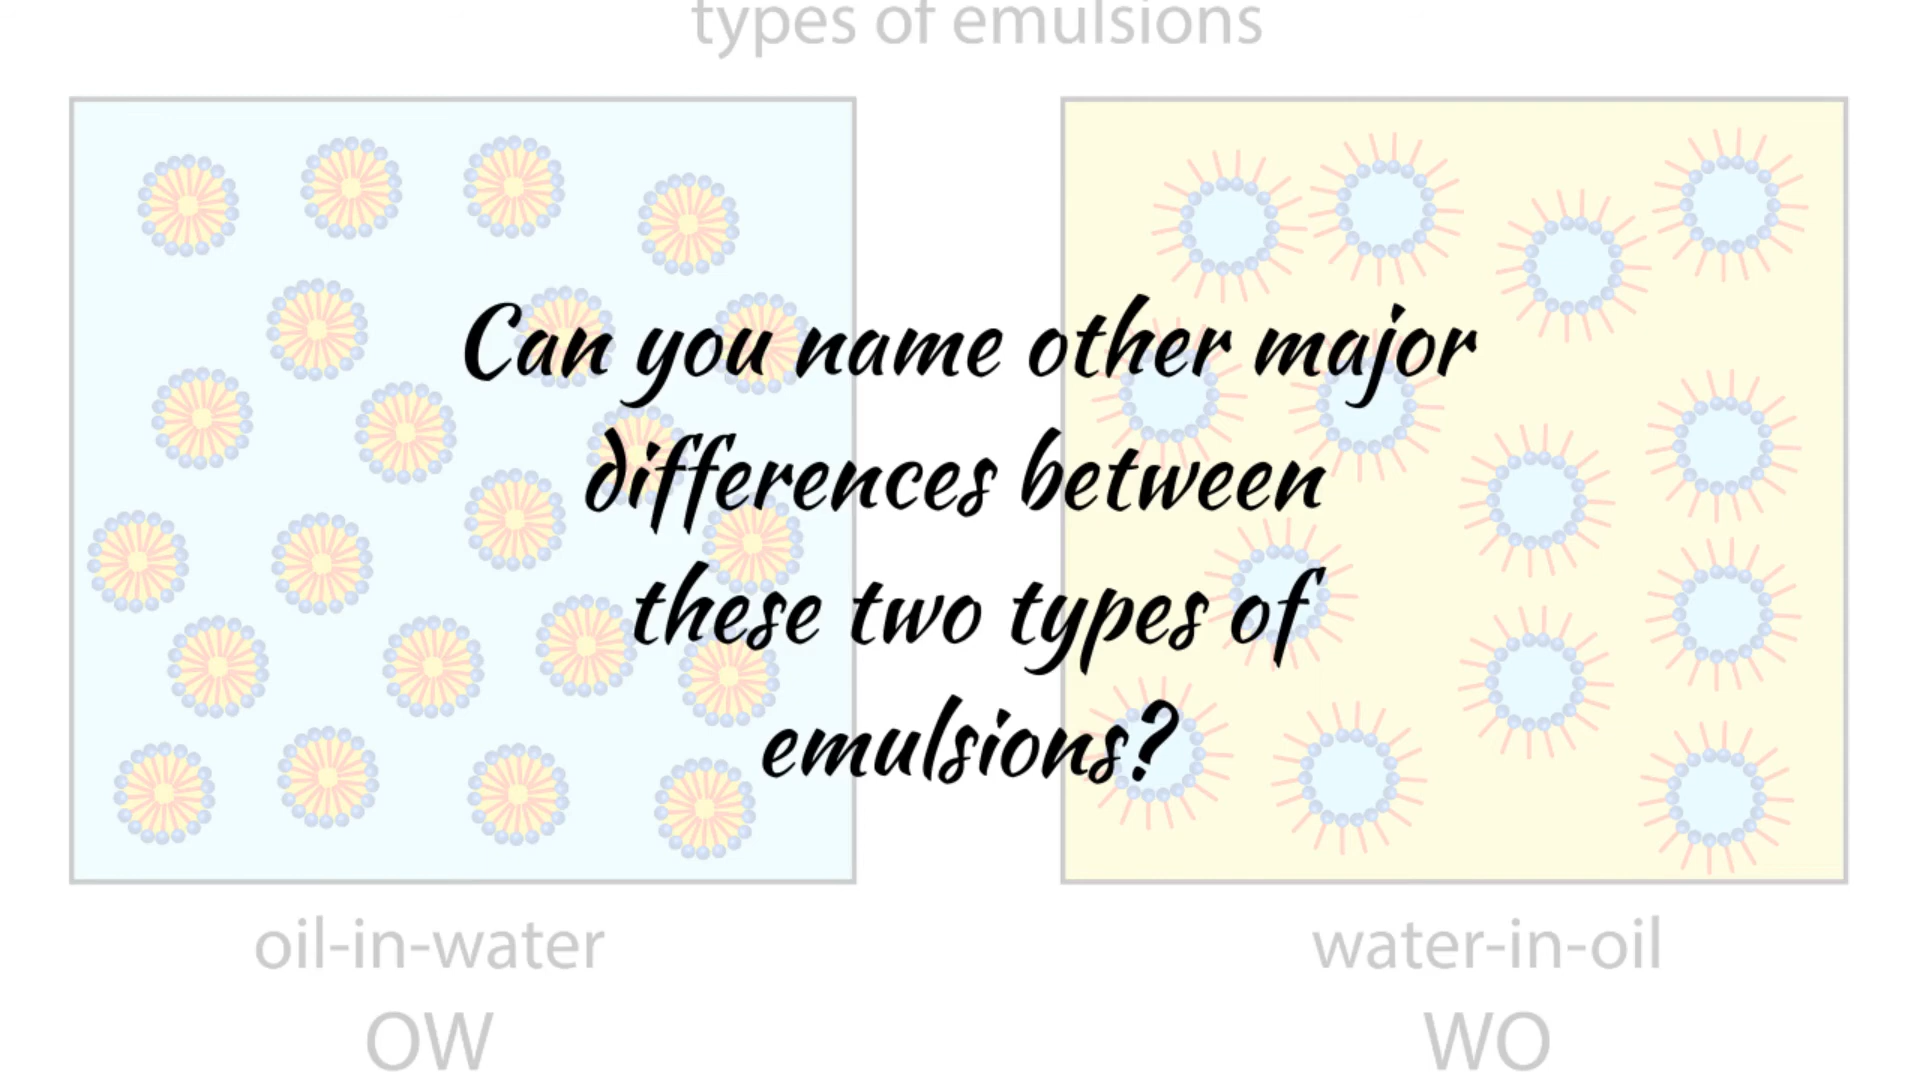 types of emulsions
Can you name other major
differences between
these two types of
emulsions?
oil-in-water
water-in-oil
OW
WO